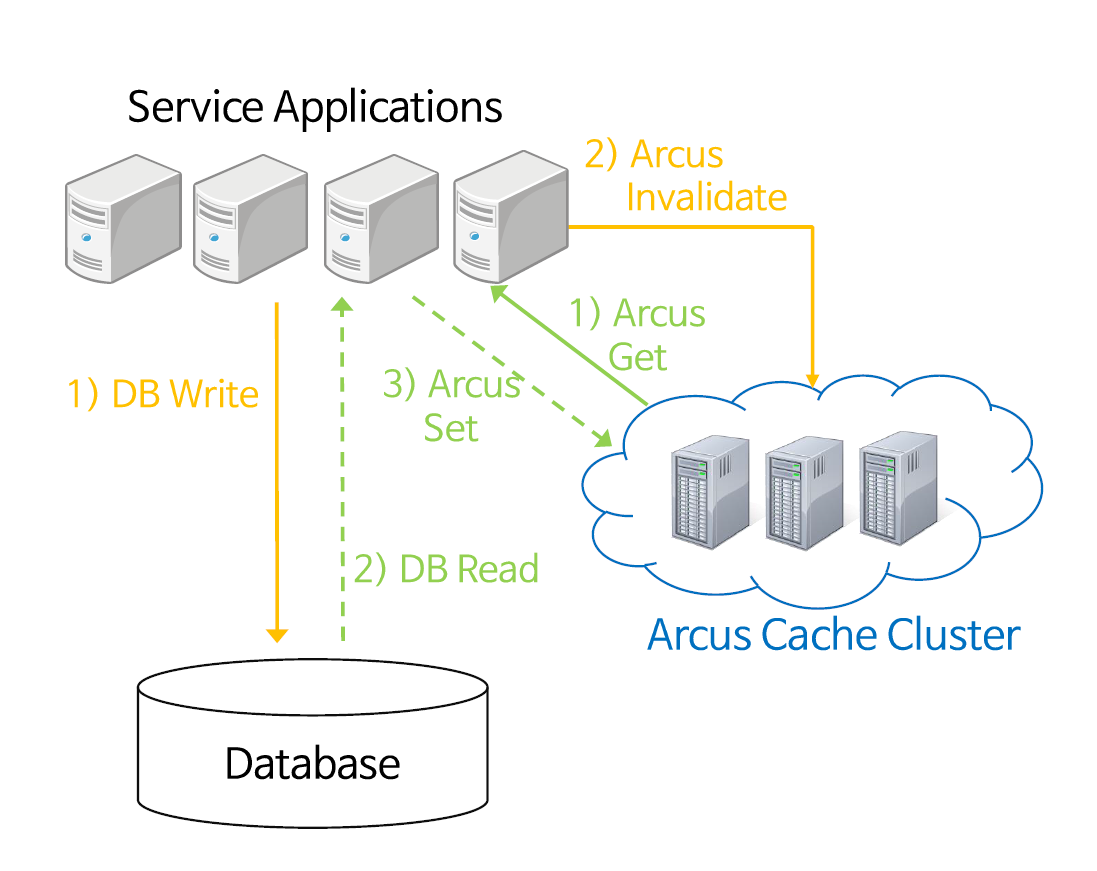 Service Applications
2) Arcus
Invalidate
1) Arcus
Get
1) DB Write
3) Arcus
Set
2) DB Read
Arcus Cache Cluster
Database